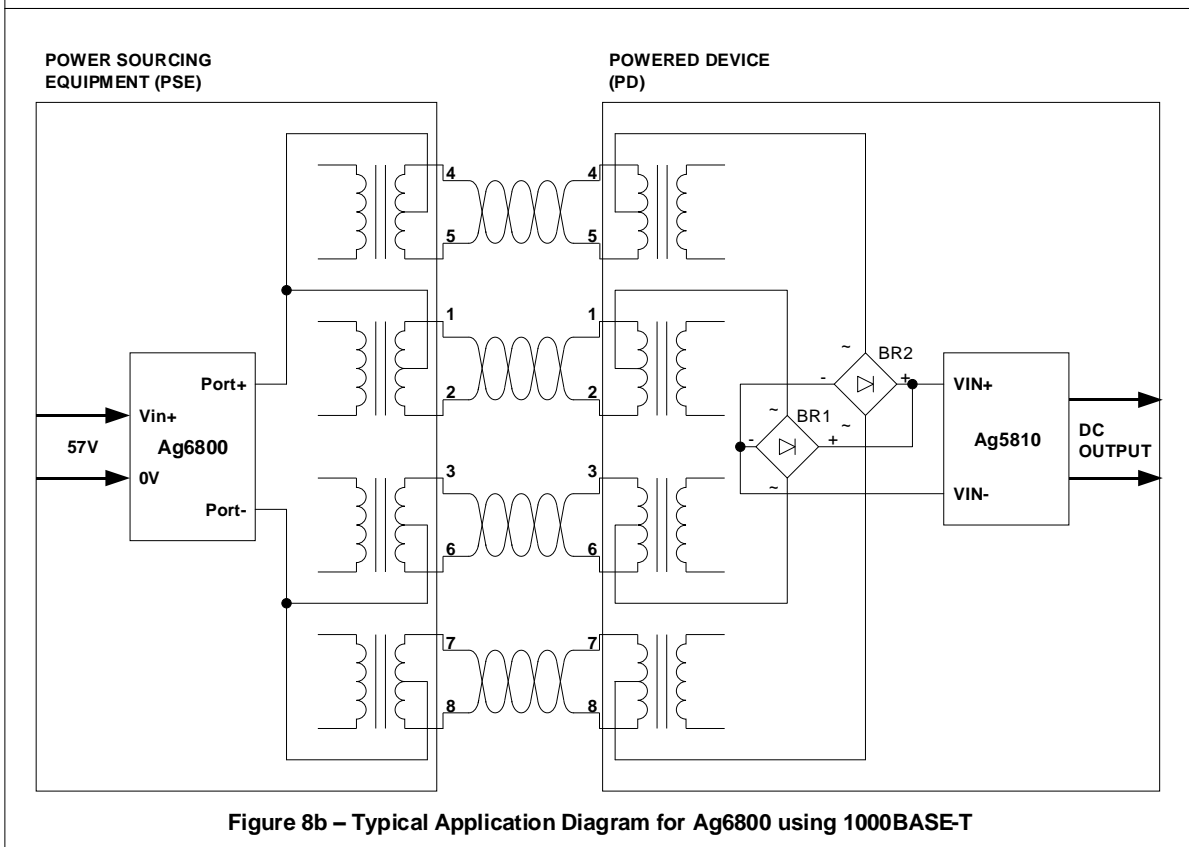 POWER SOURCING
EQUIPMENT (PSE)
POWERED DEVICE
(PD)
4
4
5
5
1
1
2
2
3
3
6
6
7
7
8
8
Port+
Vin+
57V
Ag6800
0V
Port-
~
BR2
-
+
~
~
BR1
-
+
~
VIN+
Ag5810
VIN-
DC
OUTPUT
Figure 8b – Typical Application Diagram for Ag6800 using 1000BASE-T